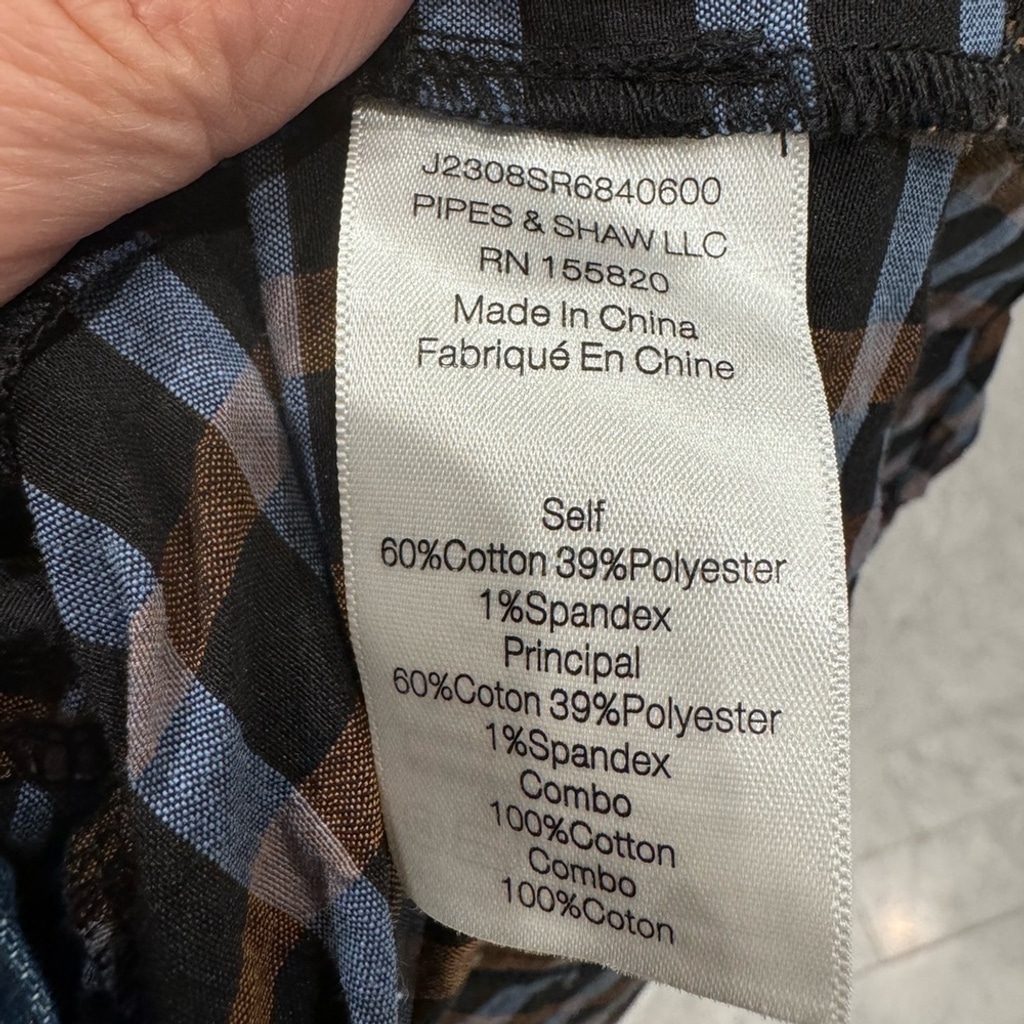 J2308SR6840600
PIPES & SHAW LLC
RN 155820
Made In China
Fabriqué En Chine
Self
60%Cotton 39%Polyester
1%Spandex
Principal
60%Coton 39%Polyester
1%Spandex
Combo
100%Cotton
Combo
100%Coton